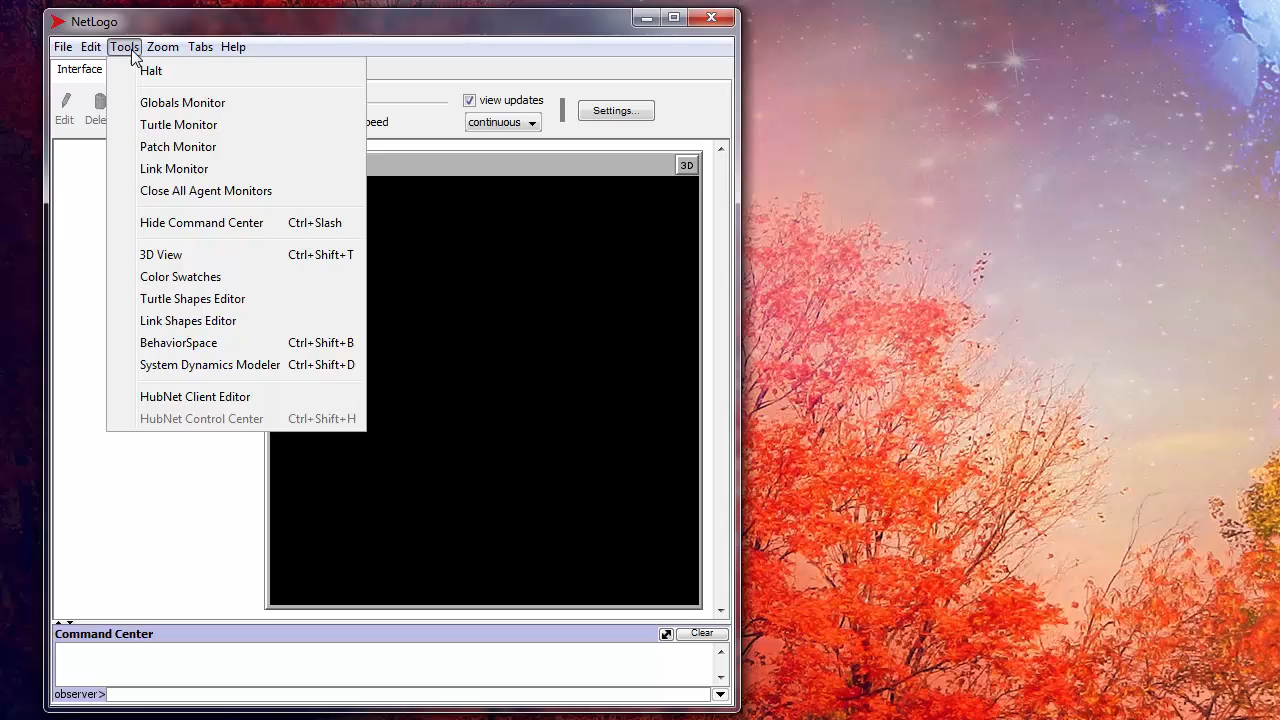 NetLogo
File Edit Tools Zoom Tabs Help
Interface
Halt
Edit
view updates
Settings...
peed
continuous
Globals Monitor
Turtle Monitor
Patch Monitor
Link Monitor
Close All Agent Monitors
Hide Command Center Ctrl+Slash
3D View Ctrl+Shift+T
Color Swatches
Turtle Shapes Editor
Link Shapes Editor
BehaviorSpace Ctrl+Shift+B
System Dynamics Modeler Ctrl+Shift+D
HubNet Client Editor
HubNet Control Center Ctrl+Shift+H
Dele
3D
Command Center
Clear
observer>